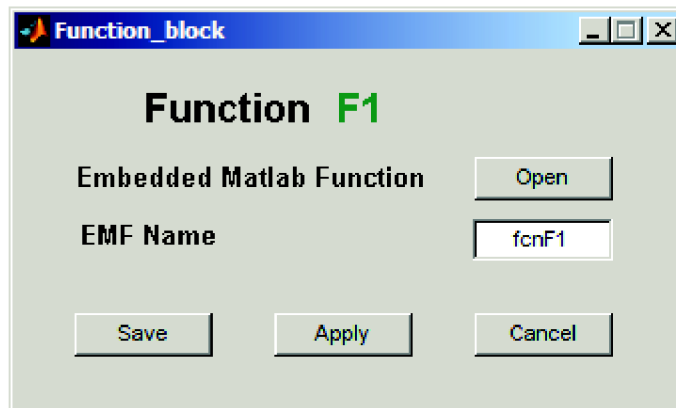 Function_block
Function F1
Embedded Matlab Function Open
EMF Name fcnF1
Save Apply Cancel